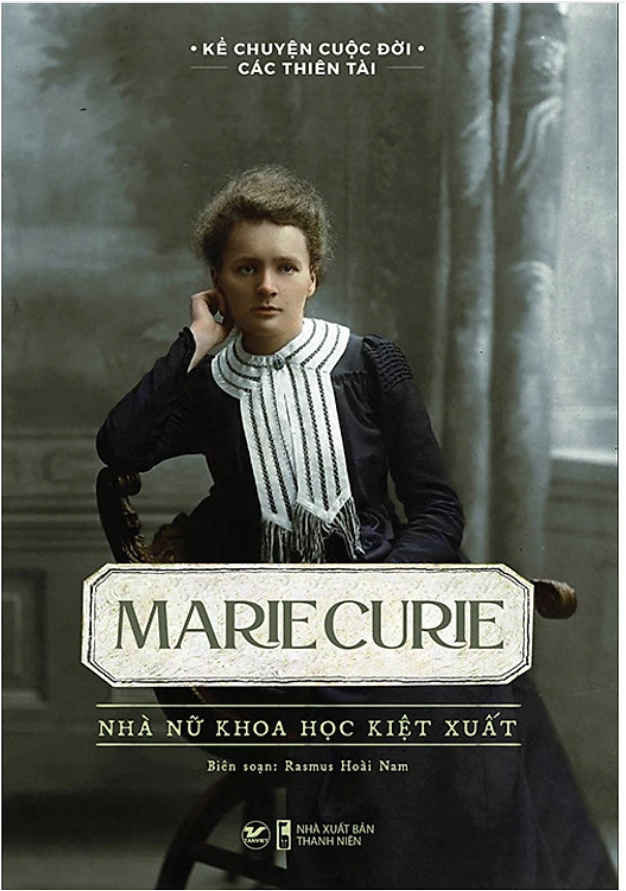 • KỂ CHUYỆN CUỘC ĐỜI •
CÁC THIÊN TÀI
MARIE CURIE
NHÀ NỮ KHOA HỌC KIỆT XUẤT
Biên soạn: Rasmus Hoài Nam
TANVIET
NHÀ XUẤT BẢN
THANH NIÊN